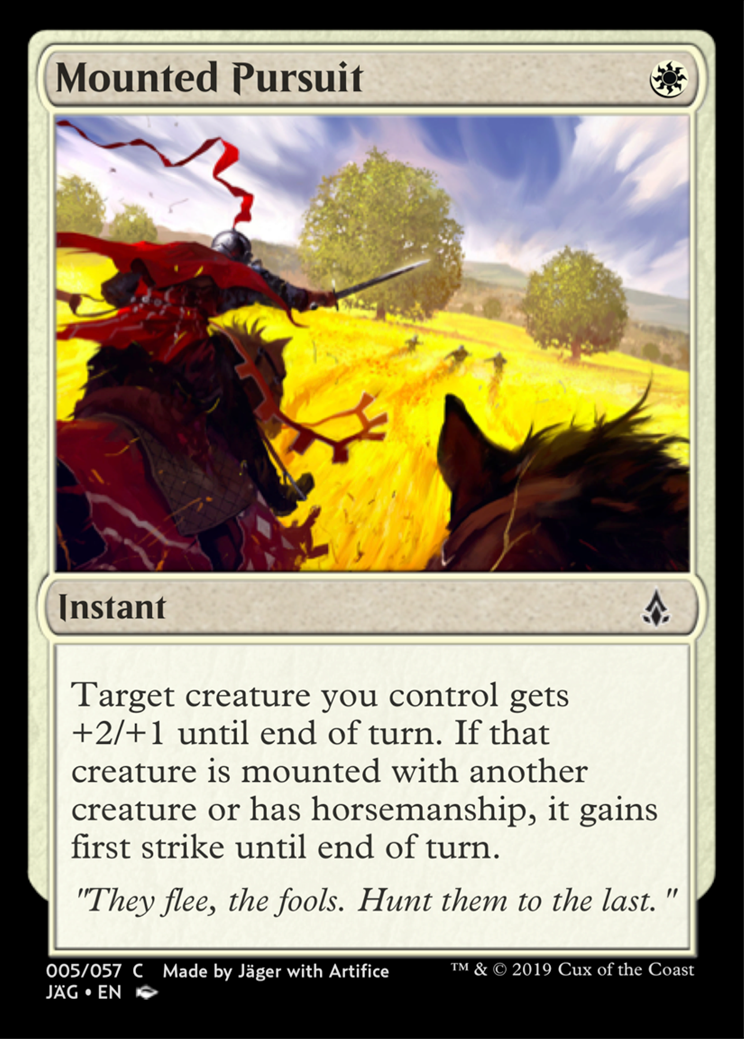 Mounted Pursuit
Instant
Target creature you control gets
+2/+1 until end of turn. If that
creature is mounted with another
creature or has horsemanship, it gains
first strike until end of turn.
"They flee, the fools. Hunt them to the last."
005/057 C Made by Jäger with Artifice
™ & © 2019 Cux of the Coast
JÄG • EN